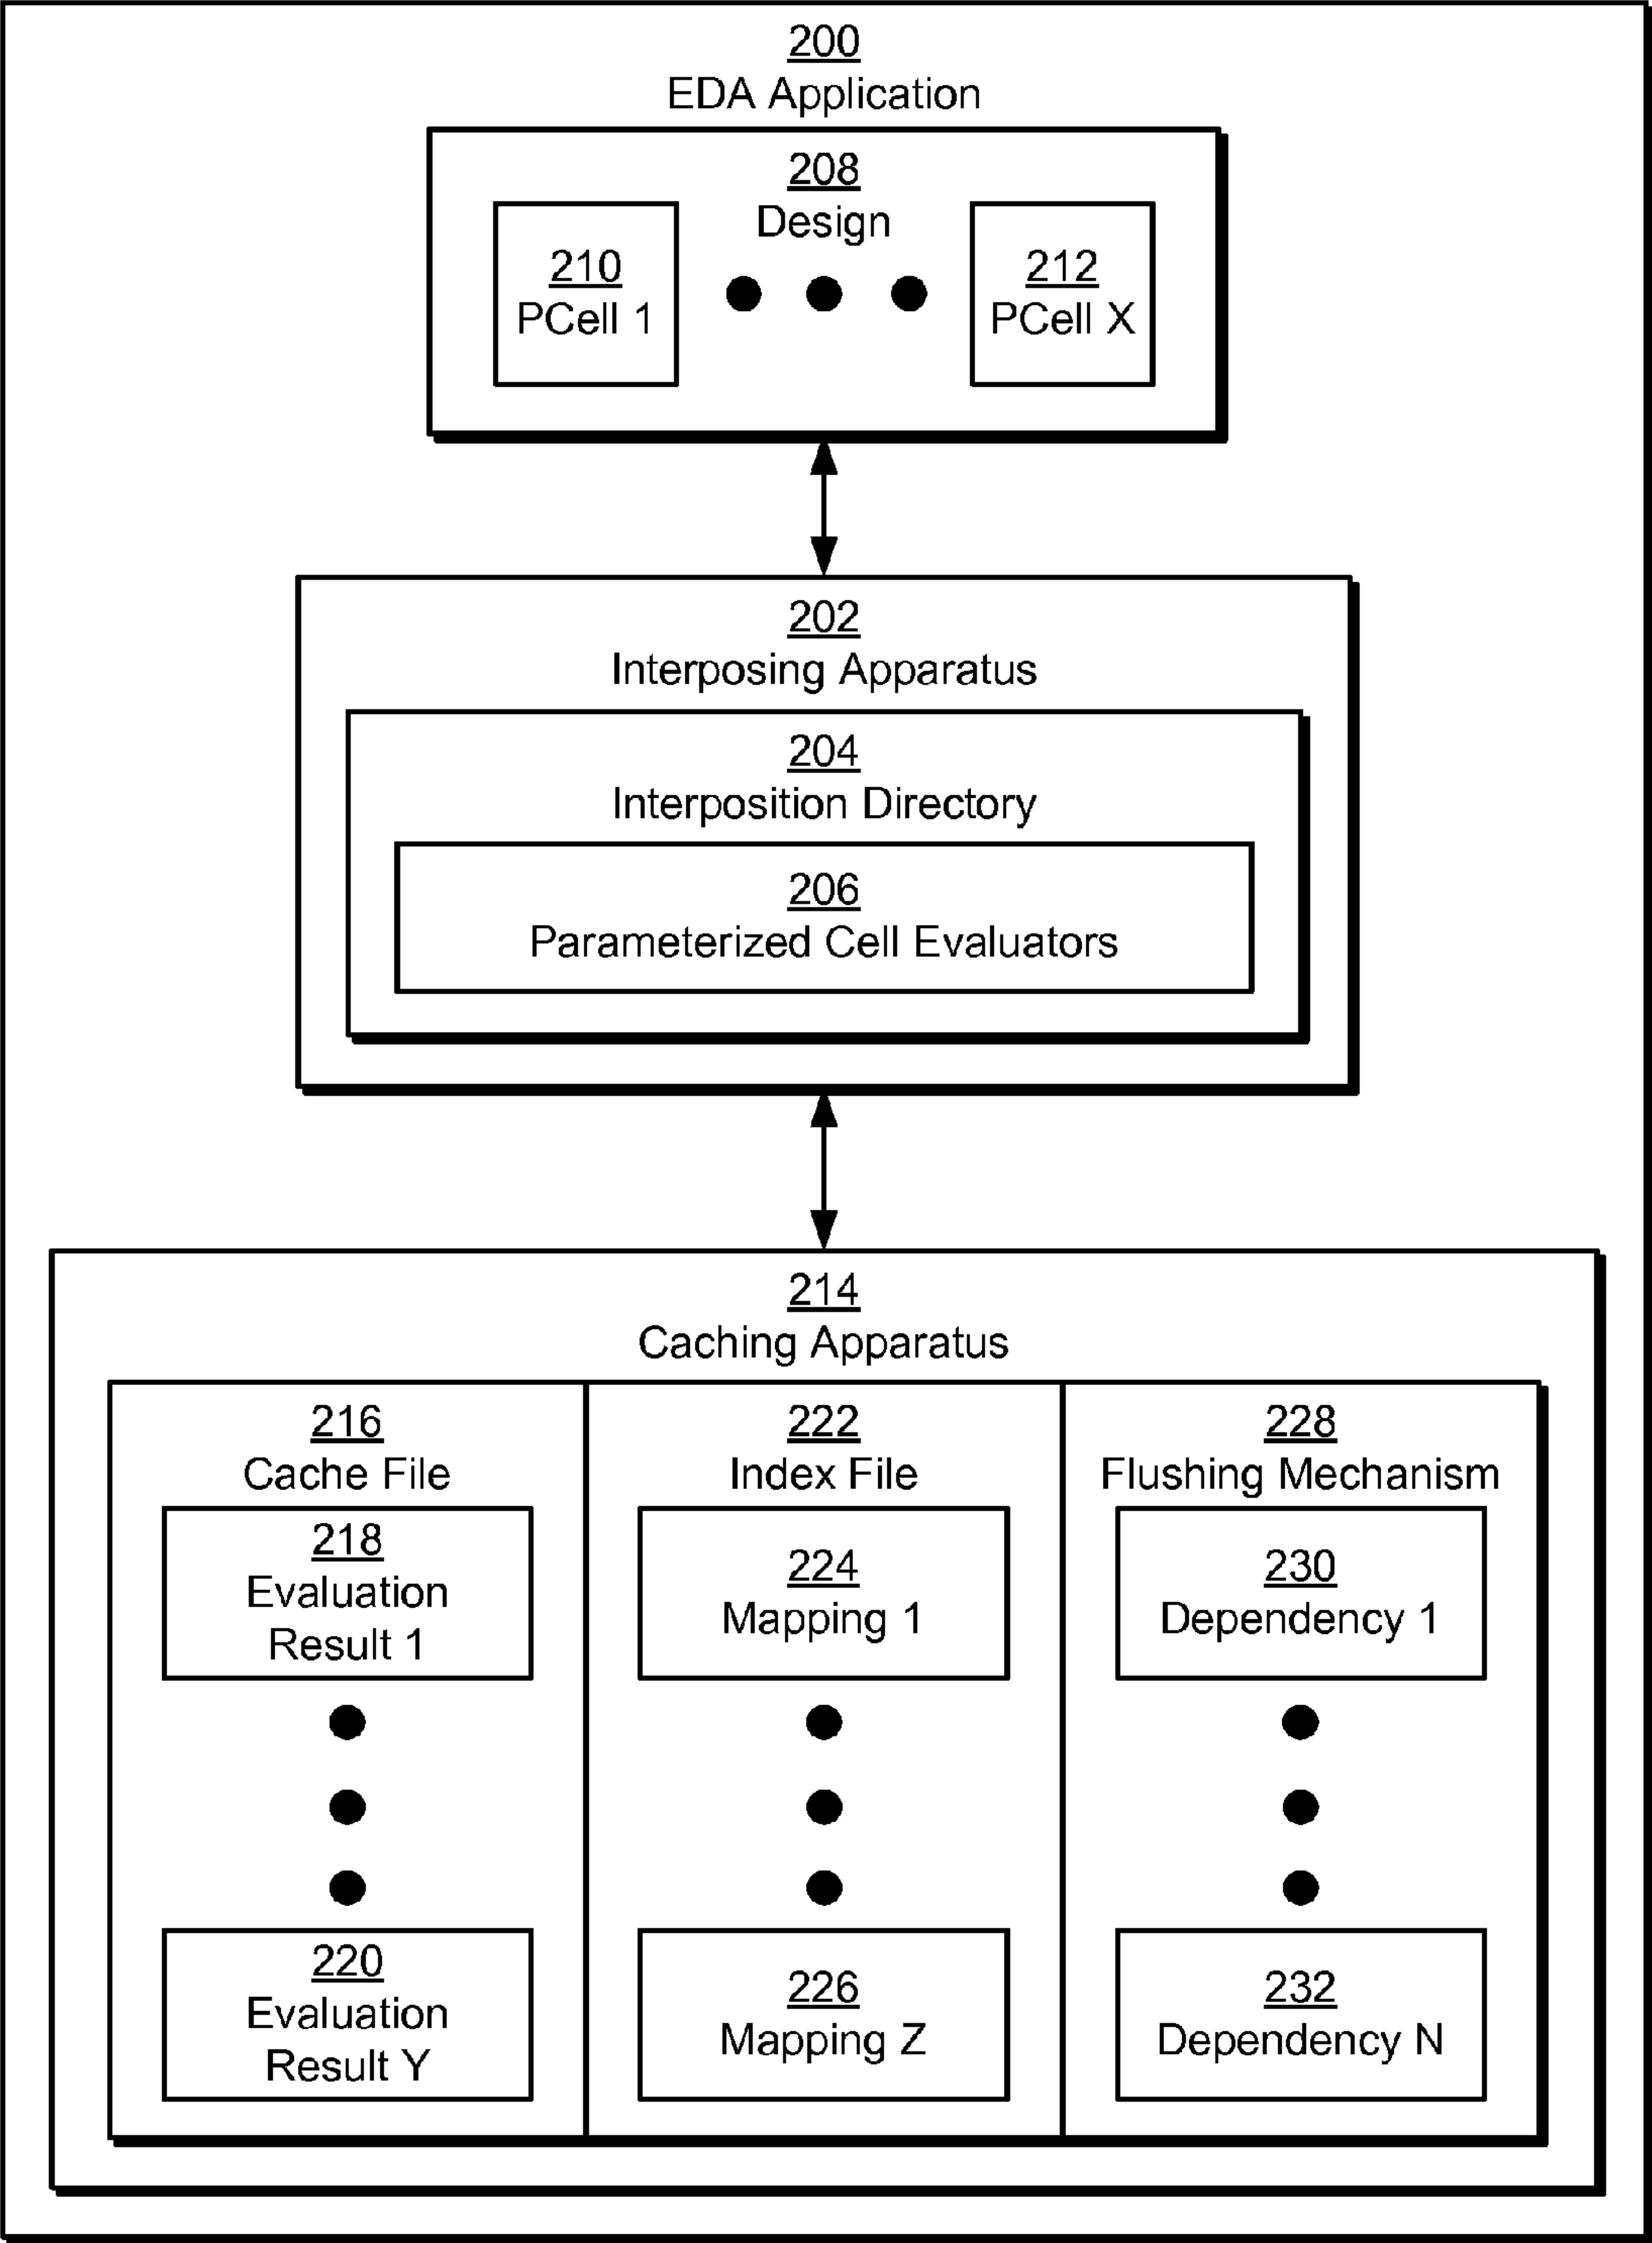 200
EDA Application
208
Design
210
PCell 1
212
PCell X
202
Interposing Apparatus
204
Interposition Directory
206
Parameterized Cell Evaluators
214
Caching Apparatus
216
Cache File
218
Evaluation
Result 1
220
Evaluation
Result Y
222
Index File
224
Mapping 1
226
Mapping Z
228
Flushing Mechanism
230
Dependency 1
232
Dependency N